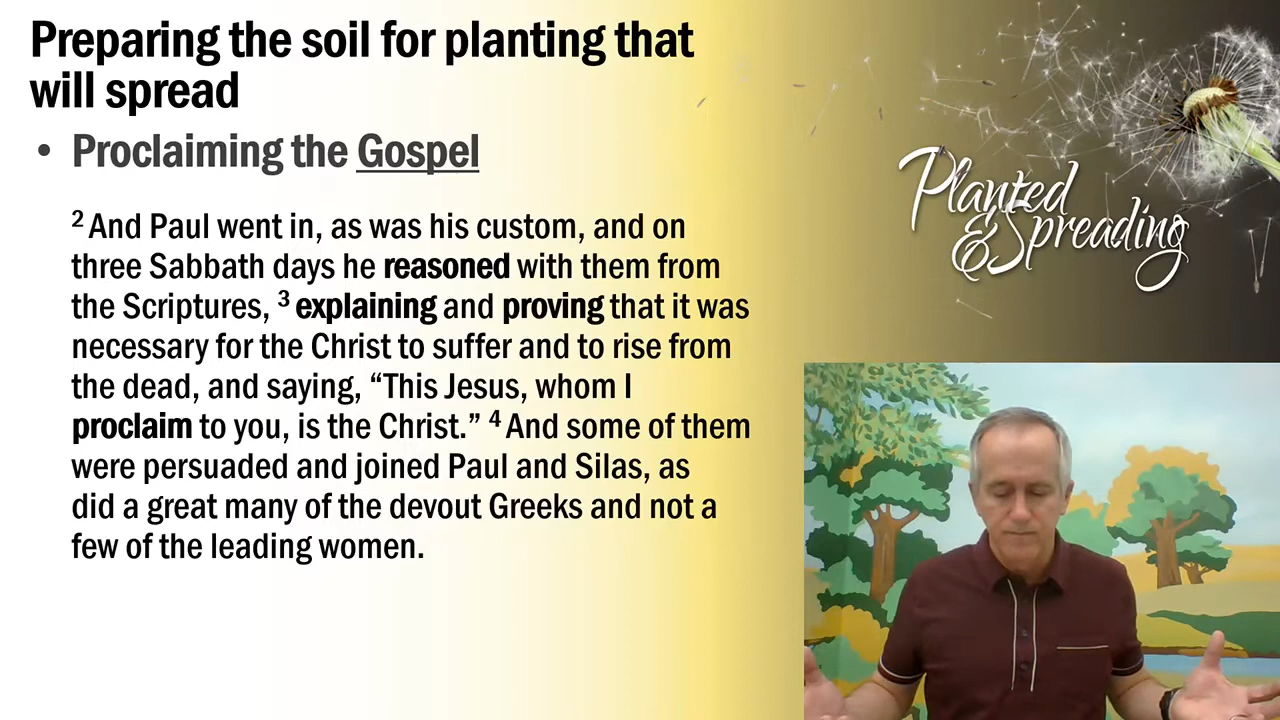 Preparing the soil for planting that
will spread
• Proclaiming the Gospel
2 And Paul went in, as was his custom, and on
three Sabbath days he reasoned with them from
the Scriptures, 3 explaining and proving that it was
necessary for the Christ to suffer and to rise from
the dead, and saying, “This Jesus, whom I
proclaim to you, is the Christ.” 4 And some of them
were persuaded and joined Paul and Silas, as
did a great many of the devout Greeks and not a
few of the leading women.
Planted
& Spreading